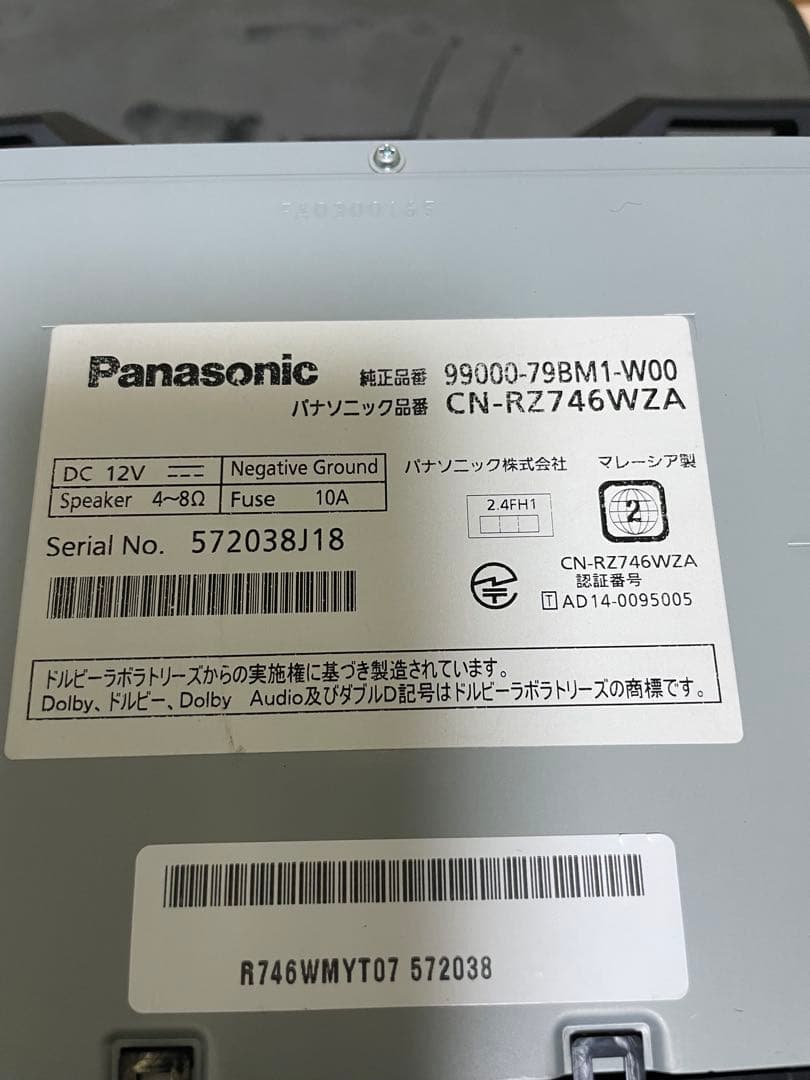 Panasonic 純正品番 99000-79BM1-W00
パナソニック品番 CN-RZ746WZA
DC 12V Negative Ground
Speaker 4~8Ω Fuse 10A
パナソニック株式会社 マレーシア製
2.4FH1
2
Serial No. 572038J18
CN-RZ746WZA
認証番号
T AD14-0095005
ドルビーラボラトリーズからの実施権に基づき製造されています。
Dolby、ドルビー、Dolby Audio及びダブルD記号はドルビーラボラトリーズの商標です。
R746WMYT07 572038